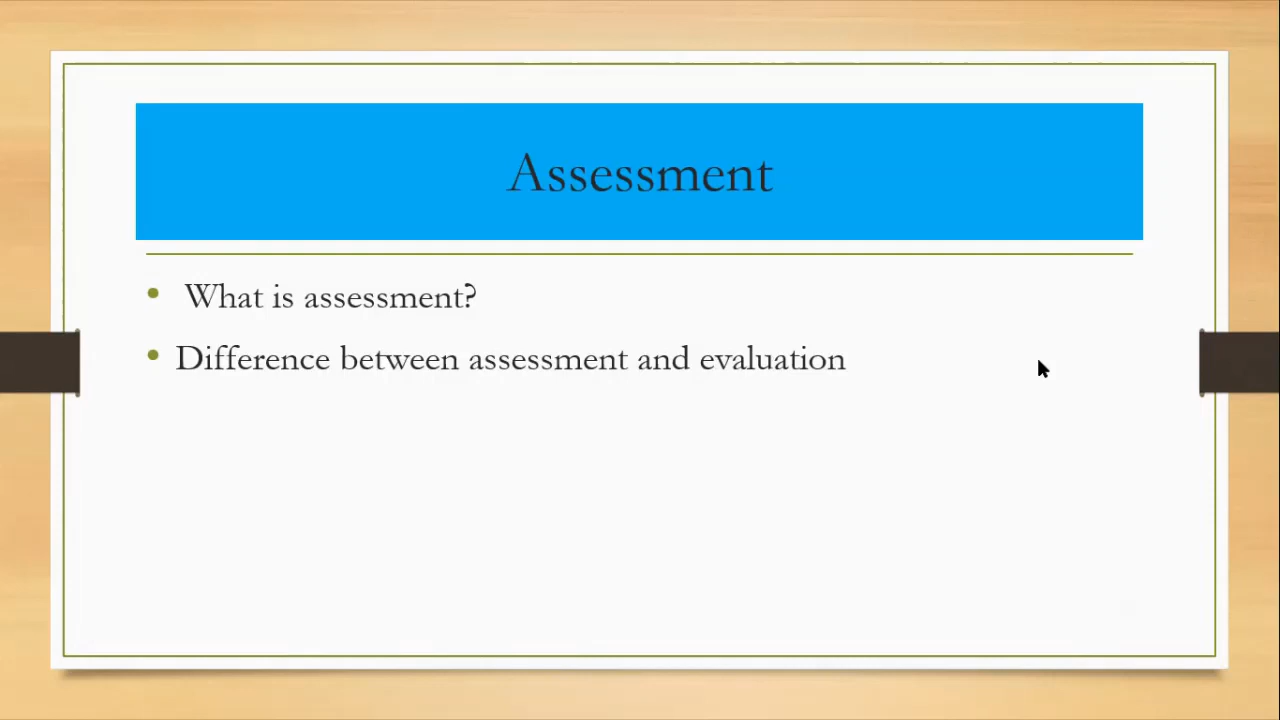 Assessment
• What is assessment?
• Difference between assessment and evaluation